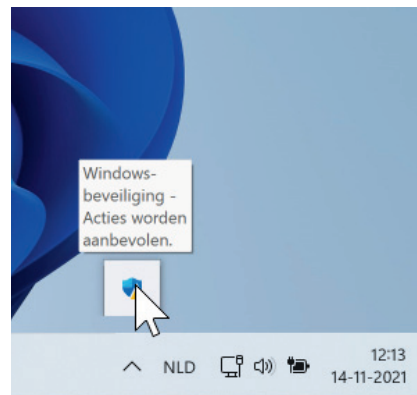 Windows-
beveiliging -
Acties worden
aanbevolen.
NLD
12:13
14-11-2021